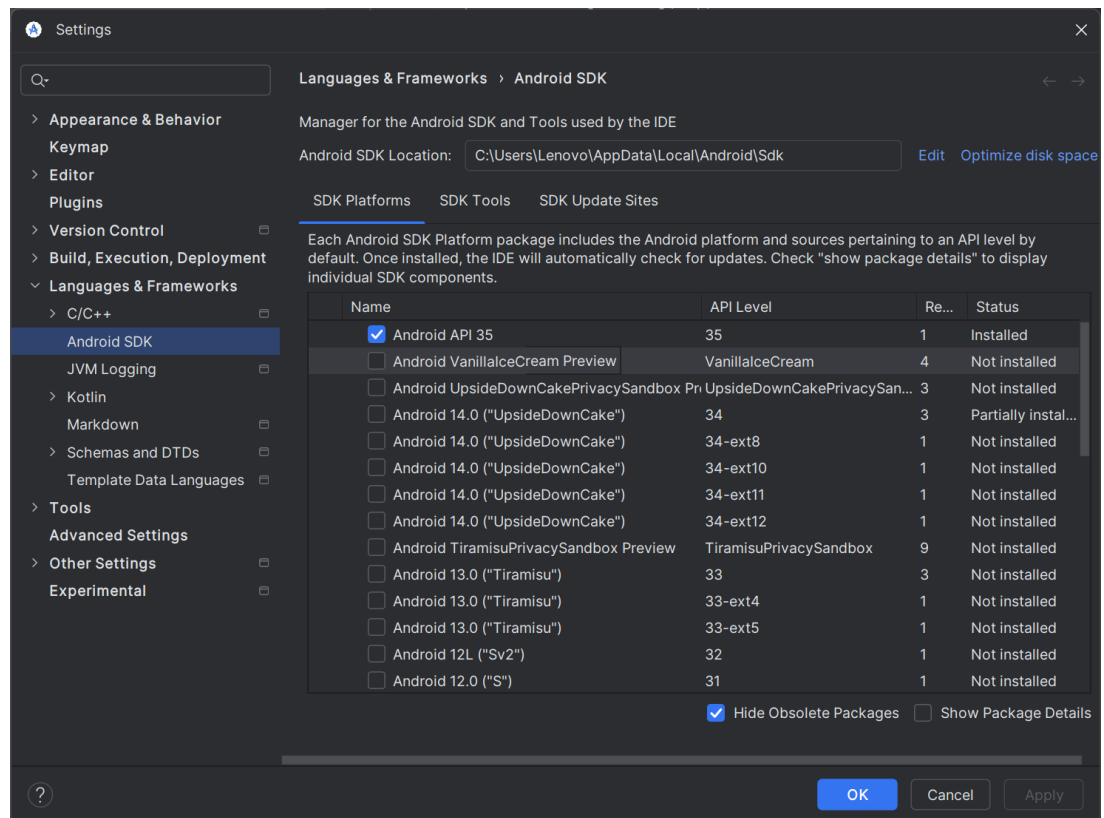 Settings
Languages & Frameworks › Android SDK
Appearance & Behavior
Keymap
Editor
Plugins
Version Control
Build, Execution, Deployment
Languages & Frameworks
C/C++
Android SDK
JVM Logging
Kotlin
Markdown
Schemas and DTDs
Template Data Languages
Tools
Advanced Settings
Other Settings
Experimental
Manager for the Android SDK and Tools used by the IDE
Android SDK Location: C:\Users\Lenovo\AppData\Local\Android\Sdk Edit Optimize disk space
SDK Platforms SDK Tools SDK Update Sites
Each Android SDK Platform package includes the Android platform and sources pertaining to an API level by
default. Once installed, the IDE will automatically check for updates. Check "show package details" to display
individual SDK components.
Name API Level Re... Status
Android API 35 35 1 Installed
Android VanillaIceCream Preview VanillaIceCream 4 Not installed
Android UpsideDownCakePrivacySandbox Pr UpsideDownCakePrivacySan... 3 Not installed
Android 14.0 ("UpsideDownCake") 34 3 Partially instal...
Android 14.0 ("UpsideDownCake") 34-ext8 1 Not installed
Android 14.0 ("UpsideDownCake") 34-ext10 1 Not installed
Android 14.0 ("UpsideDownCake") 34-ext11 1 Not installed
Android 14.0 ("UpsideDownCake") 34-ext12 1 Not installed
Android TiramisuPrivacySandbox Preview TiramisuPrivacySandbox 9 Not installed
Android 13.0 ("Tiramisu") 33 3 Not installed
Android 13.0 ("Tiramisu") 33-ext4 1 Not installed
Android 13.0 ("Tiramisu") 33-ext5 1 Not installed
Android 12L ("Sv2") 32 1 Not installed
Android 12.0 ("S") 31 1 Not installed
Hide Obsolete Packages Show Package Details
? OK Cancel Apply